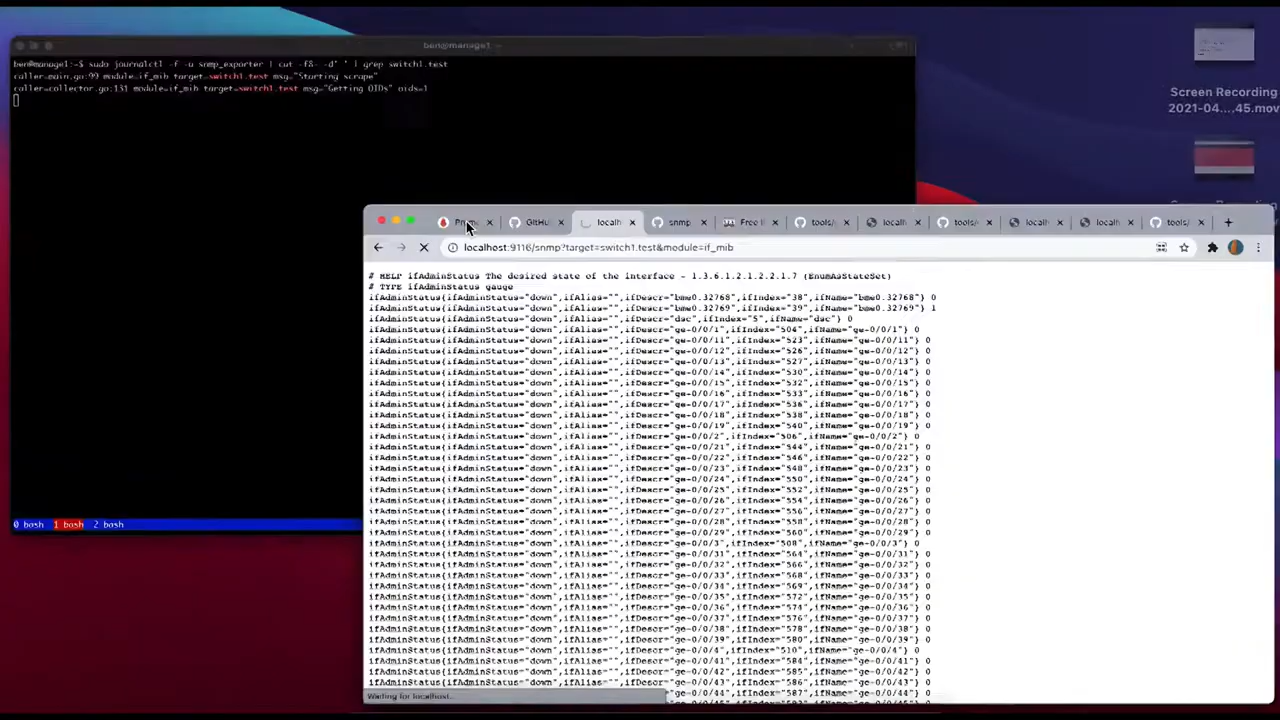 ben@manage1: ~
ben@manage1:~$ sudo journalctl -f -u snmp_exporter | cut -f8- -d' ' | grep switch1.test
caller=main.go:99 module=if_mib target=switch1.test msg="Starting scrape"
caller=collector.go:131 module=if_mib target=switch1.test msg="Getting OIDs" oids=1
0 bash 1 bash 2 bash
Screen Recording
2021-04....45.mov
GitHu localh snmp Free tools/ localh tools/ localh localh tools/
localhost:9116/snmp?target=switch1.test&module=if_mib
# HELP ifAdminStatus The desired state of the interface - 1.3.6.1.2.1.2.2.1.7 (EnumAsStateSet)
# TYPE ifAdminStatus gauge
ifAdminStatus{ifAdminStatus="down",ifAlias="",ifDescr="bme0.32768",ifIndex="38",ifName="bme0.32768"} 0
ifAdminStatus{ifAdminStatus="down",ifAlias="",ifDescr="bme0.32769",ifIndex="39",ifName="bme0.32769"} 1
ifAdminStatus{ifAdminStatus="down",ifAlias="",ifDescr="dsc",ifIndex="5",ifName="dsc"} 0
ifAdminStatus{ifAdminStatus="down",ifAlias="",ifDescr="ge-0/0/1",ifIndex="504",ifName="ge-0/0/1"} 0
ifAdminStatus{ifAdminStatus="down",ifAlias="",ifDescr="ge-0/0/11",ifIndex="523",ifName="ge-0/0/11"} 0
ifAdminStatus{ifAdminStatus="down",ifAlias="",ifDescr="ge-0/0/12",ifIndex="526",ifName="ge-0/0/12"} 0
ifAdminStatus{ifAdminStatus="down",ifAlias="",ifDescr="ge-0/0/13",ifIndex="527",ifName="ge-0/0/13"} 0
ifAdminStatus{ifAdminStatus="down",ifAlias="",ifDescr="ge-0/0/14",ifIndex="530",ifName="ge-0/0/14"} 0
ifAdminStatus{ifAdminStatus="down",ifAlias="",ifDescr="ge-0/0/15",ifIndex="532",ifName="ge-0/0/15"} 0
ifAdminStatus{ifAdminStatus="down",ifAlias="",ifDescr="ge-0/0/16",ifIndex="533",ifName="ge-0/0/16"} 0
ifAdminStatus{ifAdminStatus="down",ifAlias="",ifDescr="ge-0/0/17",ifIndex="536",ifName="ge-0/0/17"} 0
ifAdminStatus{ifAdminStatus="down",ifAlias="",ifDescr="ge-0/0/18",ifIndex="538",ifName="ge-0/0/18"} 0
ifAdminStatus{ifAdminStatus="down",ifAlias="",ifDescr="ge-0/0/19",ifIndex="540",ifName="ge-0/0/19"} 0
ifAdminStatus{ifAdminStatus="down",ifAlias="",ifDescr="ge-0/0/2",ifIndex="506",ifName="ge-0/0/2"} 0
ifAdminStatus{ifAdminStatus="down",ifAlias="",ifDescr="ge-0/0/21",ifIndex="544",ifName="ge-0/0/21"} 0
ifAdminStatus{ifAdminStatus="down",ifAlias="",ifDescr="ge-0/0/22",ifIndex="546",ifName="ge-0/0/22"} 0
ifAdminStatus{ifAdminStatus="down",ifAlias="",ifDescr="ge-0/0/23",ifIndex="548",ifName="ge-0/0/23"} 0
ifAdminStatus{ifAdminStatus="down",ifAlias="",ifDescr="ge-0/0/24",ifIndex="550",ifName="ge-0/0/24"} 0
ifAdminStatus{ifAdminStatus="down",ifAlias="",ifDescr="ge-0/0/25",ifIndex="552",ifName="ge-0/0/25"} 0
ifAdminStatus{ifAdminStatus="down",ifAlias="",ifDescr="ge-0/0/26",ifIndex="554",ifName="ge-0/0/26"} 0
ifAdminStatus{ifAdminStatus="down",ifAlias="",ifDescr="ge-0/0/27",ifIndex="556",ifName="ge-0/0/27"} 0
ifAdminStatus{ifAdminStatus="down",ifAlias="",ifDescr="ge-0/0/28",ifIndex="558",ifName="ge-0/0/28"} 0
ifAdminStatus{ifAdminStatus="down",ifAlias="",ifDescr="ge-0/0/29",ifIndex="560",ifName="ge-0/0/29"} 0
ifAdminStatus{ifAdminStatus="down",ifAlias="",ifDescr="ge-0/0/3",ifIndex="508",ifName="ge-0/0/3"} 0
ifAdminStatus{ifAdminStatus="down",ifAlias="",ifDescr="ge-0/0/31",ifIndex="564",ifName="ge-0/0/31"} 0
ifAdminStatus{ifAdminStatus="down",ifAlias="",ifDescr="ge-0/0/32",ifIndex="566",ifName="ge-0/0/32"} 0
ifAdminStatus{ifAdminStatus="down",ifAlias="",ifDescr="ge-0/0/33",ifIndex="568",ifName="ge-0/0/33"} 0
ifAdminStatus{ifAdminStatus="down",ifAlias="",ifDescr="ge-0/0/34",ifIndex="569",ifName="ge-0/0/34"} 0
ifAdminStatus{ifAdminStatus="down",ifAlias="",ifDescr="ge-0/0/35",ifIndex="572",ifName="ge-0/0/35"} 0
ifAdminStatus{ifAdminStatus="down",ifAlias="",ifDescr="ge-0/0/36",ifIndex="574",ifName="ge-0/0/36"} 0
ifAdminStatus{ifAdminStatus="down",ifAlias="",ifDescr="ge-0/0/37",ifIndex="576",ifName="ge-0/0/37"} 0
ifAdminStatus{ifAdminStatus="down",ifAlias="",ifDescr="ge-0/0/38",ifIndex="578",ifName="ge-0/0/38"} 0
ifAdminStatus{ifAdminStatus="down",ifAlias="",ifDescr="ge-0/0/39",ifIndex="580",ifName="ge-0/0/39"} 0
ifAdminStatus{ifAdminStatus="down",ifAlias="",ifDescr="ge-0/0/4",ifIndex="510",ifName="ge-0/0/4"} 0
ifAdminStatus{ifAdminStatus="down",ifAlias="",ifDescr="ge-0/0/41",ifIndex="584",ifName="ge-0/0/41"} 0
ifAdminStatus{ifAdminStatus="down",ifAlias="",ifDescr="ge-0/0/42",ifIndex="585",ifName="ge-0/0/42"} 0
ifAdminStatus{ifAdminStatus="down",ifAlias="",ifDescr="ge-0/0/43",ifIndex="586",ifName="ge-0/0/43"} 0
"ge-0/0/44",ifIndex="587",ifName="ge-0/0/44"} 0
Waiting for localhost...